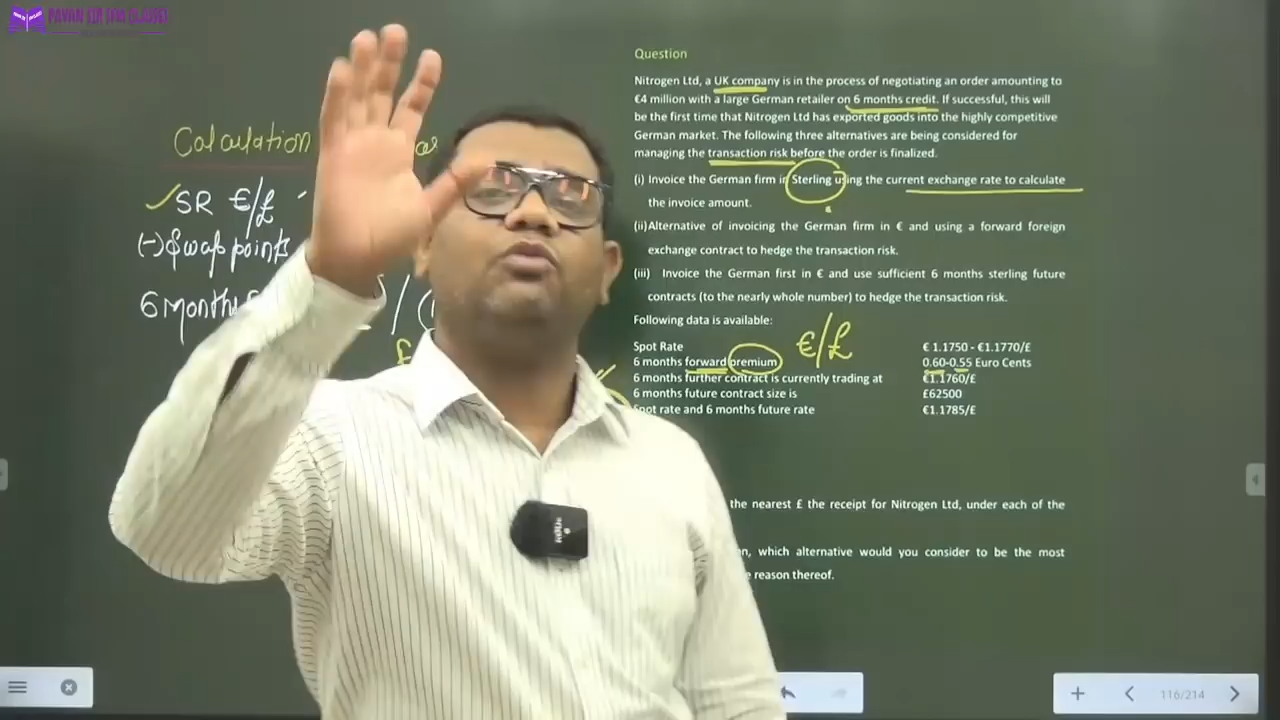 PAVAN SIR CMA CLASSES
Calculation
SR €/£
(-) Swap points
6 months
Question
Nitrogen Ltd, a UK company is in the process of negotiating an order amounting to
€4 million with a large German retailer on 6 months credit. If successful, this will
be the first time that Nitrogen Ltd has exported goods into the highly competitive
German market. The following three alternatives are being considered for
managing the transaction risk before the order is finalized.
(i) Invoice the German firm in Sterling using the current exchange rate to calculate
the invoice amount.
(ii)Alternative of invoicing the German firm in € and using a forward foreign
exchange contract to hedge the transaction risk.
(iii) Invoice the German first in € and use sufficient 6 months sterling future
contracts (to the nearly whole number) to hedge the transaction risk.
Following data is available:
€/£
Spot Rate € 1.1750 - €1.1770/£
6 months forward premium 0.60-0.55 Euro Cents
6 months further contract is currently trading at €1.1760/£
6 months future contract size is £62500
Spot rate and 6 months future rate €1.1785/£
the nearest £ the receipt for Nitrogen Ltd, under each of the
which alternative would you consider to be the most
reason thereof.
116/214